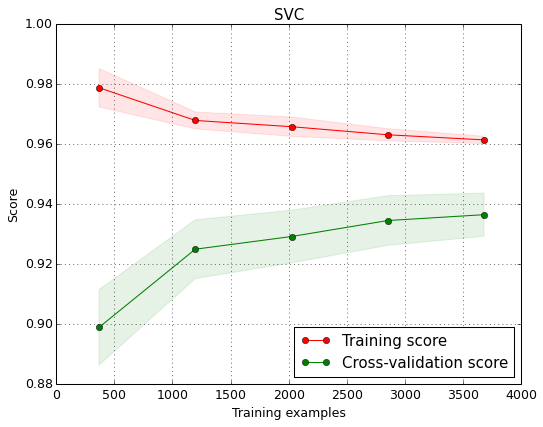 SVC
1.00
0.98
0.96
0.94
0.92
0.90
0.88
Score
0 500 1000 1500 2000 2500 3000 3500 4000
Training examples
Training score
Cross-validation score